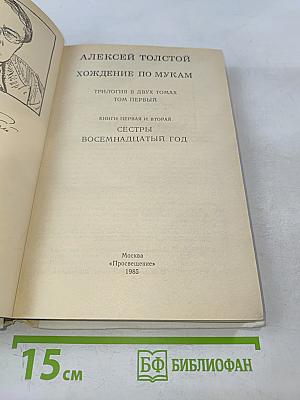 АЛЕКСЕЙ ТОЛСТОЙ
ХОЖДЕНИЕ ПО МУКАМ
ТРИЛОГИЯ В ДВУХ ТОМАХ
ТОМ ПЕРВЫЙ
КНИГИ ПЕРВАЯ И ВТОРАЯ
СЕСТРЫ
ВОСЕМНАДЦАТЫЙ ГОД
Москва
«Просвещение»
1985
15 см
БФ БИБЛИОФАН